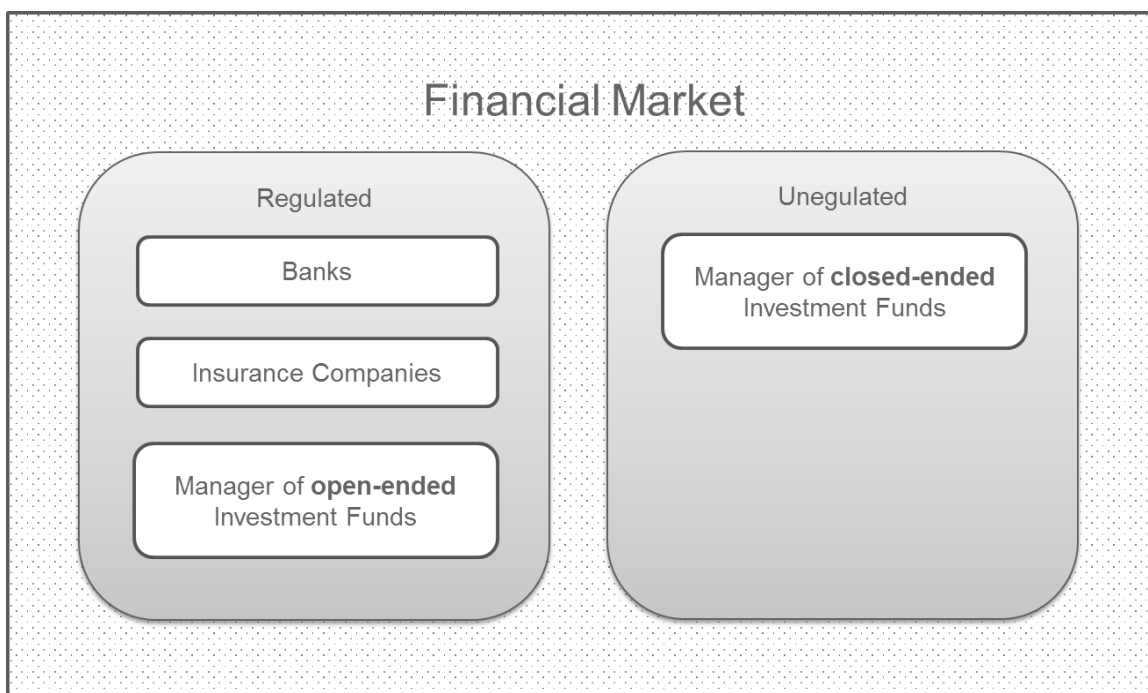 Financial Market
Regulated
Banks
Insurance Companies
Manager of open-ended
Investment Funds
Unegulated
Manager of closed-ended
Investment Funds